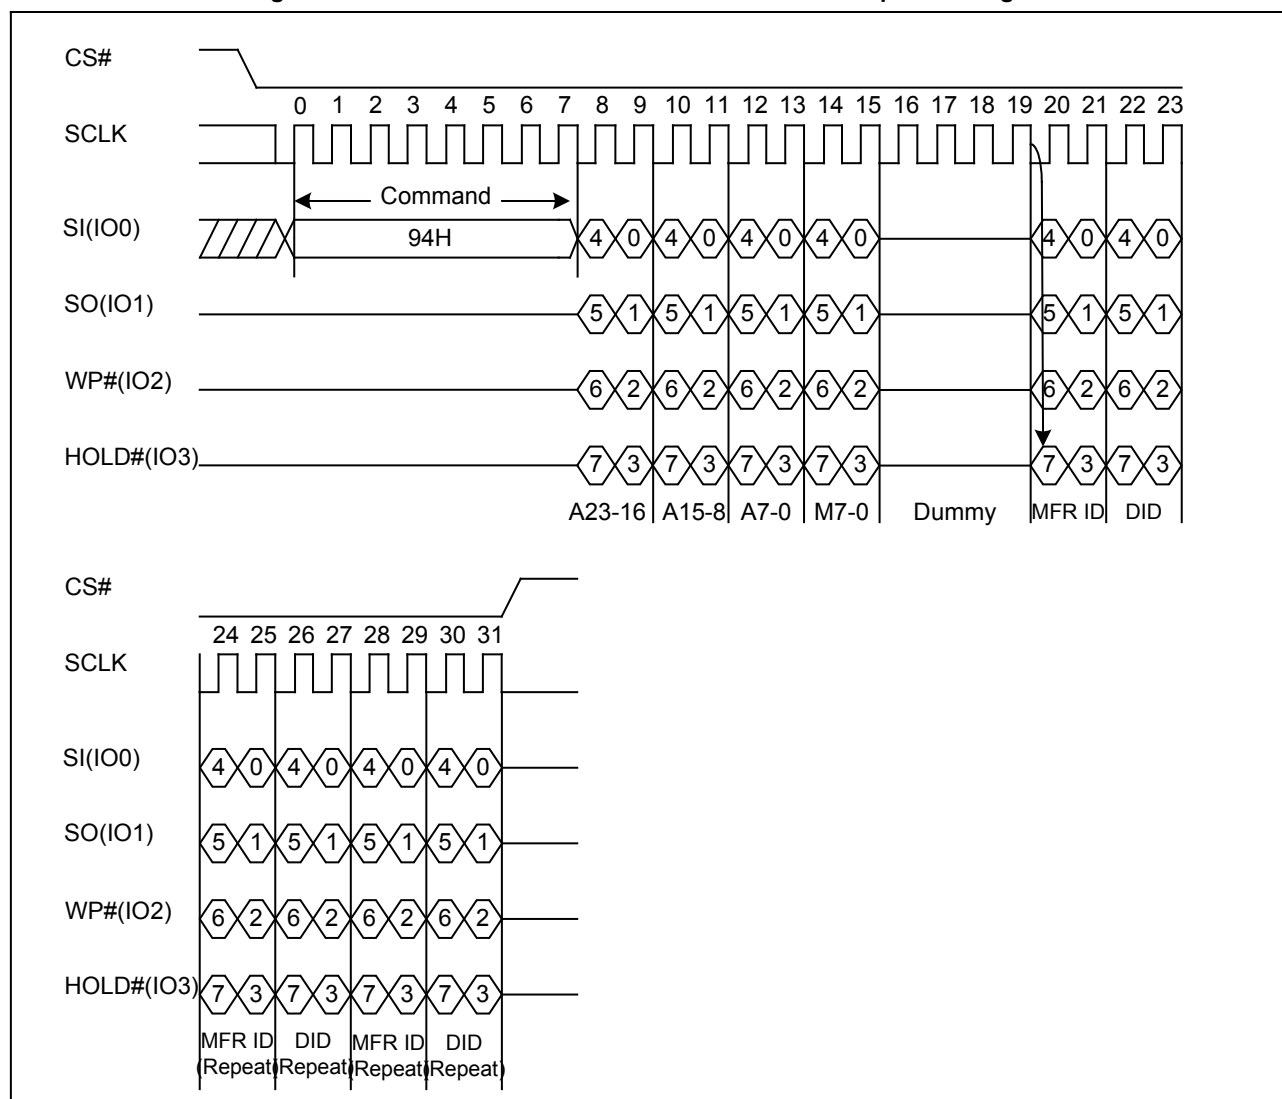 CS#
0 1 2 3 4 5 6 7 8 9 10 11 12 13 14 15 16 17 18 19 20 21 22 23
SCLK
Command
SI(IO0) 94H 4 0 4 0 4 0 4 0 4 0 4 0
SO(IO1) 5 1 5 1 5 1 5 1 5 1 5 1
WP#(IO2) 6 2 6 2 6 2 6 2 6 2 6 2
HOLD#(IO3) 7 3 7 3 7 3 7 3 7 3 7 3
A23-16 A15-8 A7-0 M7-0 Dummy MFR ID DID
CS#
24 25 26 27 28 29 30 31
SCLK
SI(IO0) 4 0 4 0 4 0 4 0
SO(IO1) 5 1 5 1 5 1 5 1
WP#(IO2) 6 2 6 2 6 2 6 2
HOLD#(IO3) 7 3 7 3 7 3 7 3
MFR ID DID MFR ID DID
(Repeat) (Repeat) (Repeat) (Repeat)